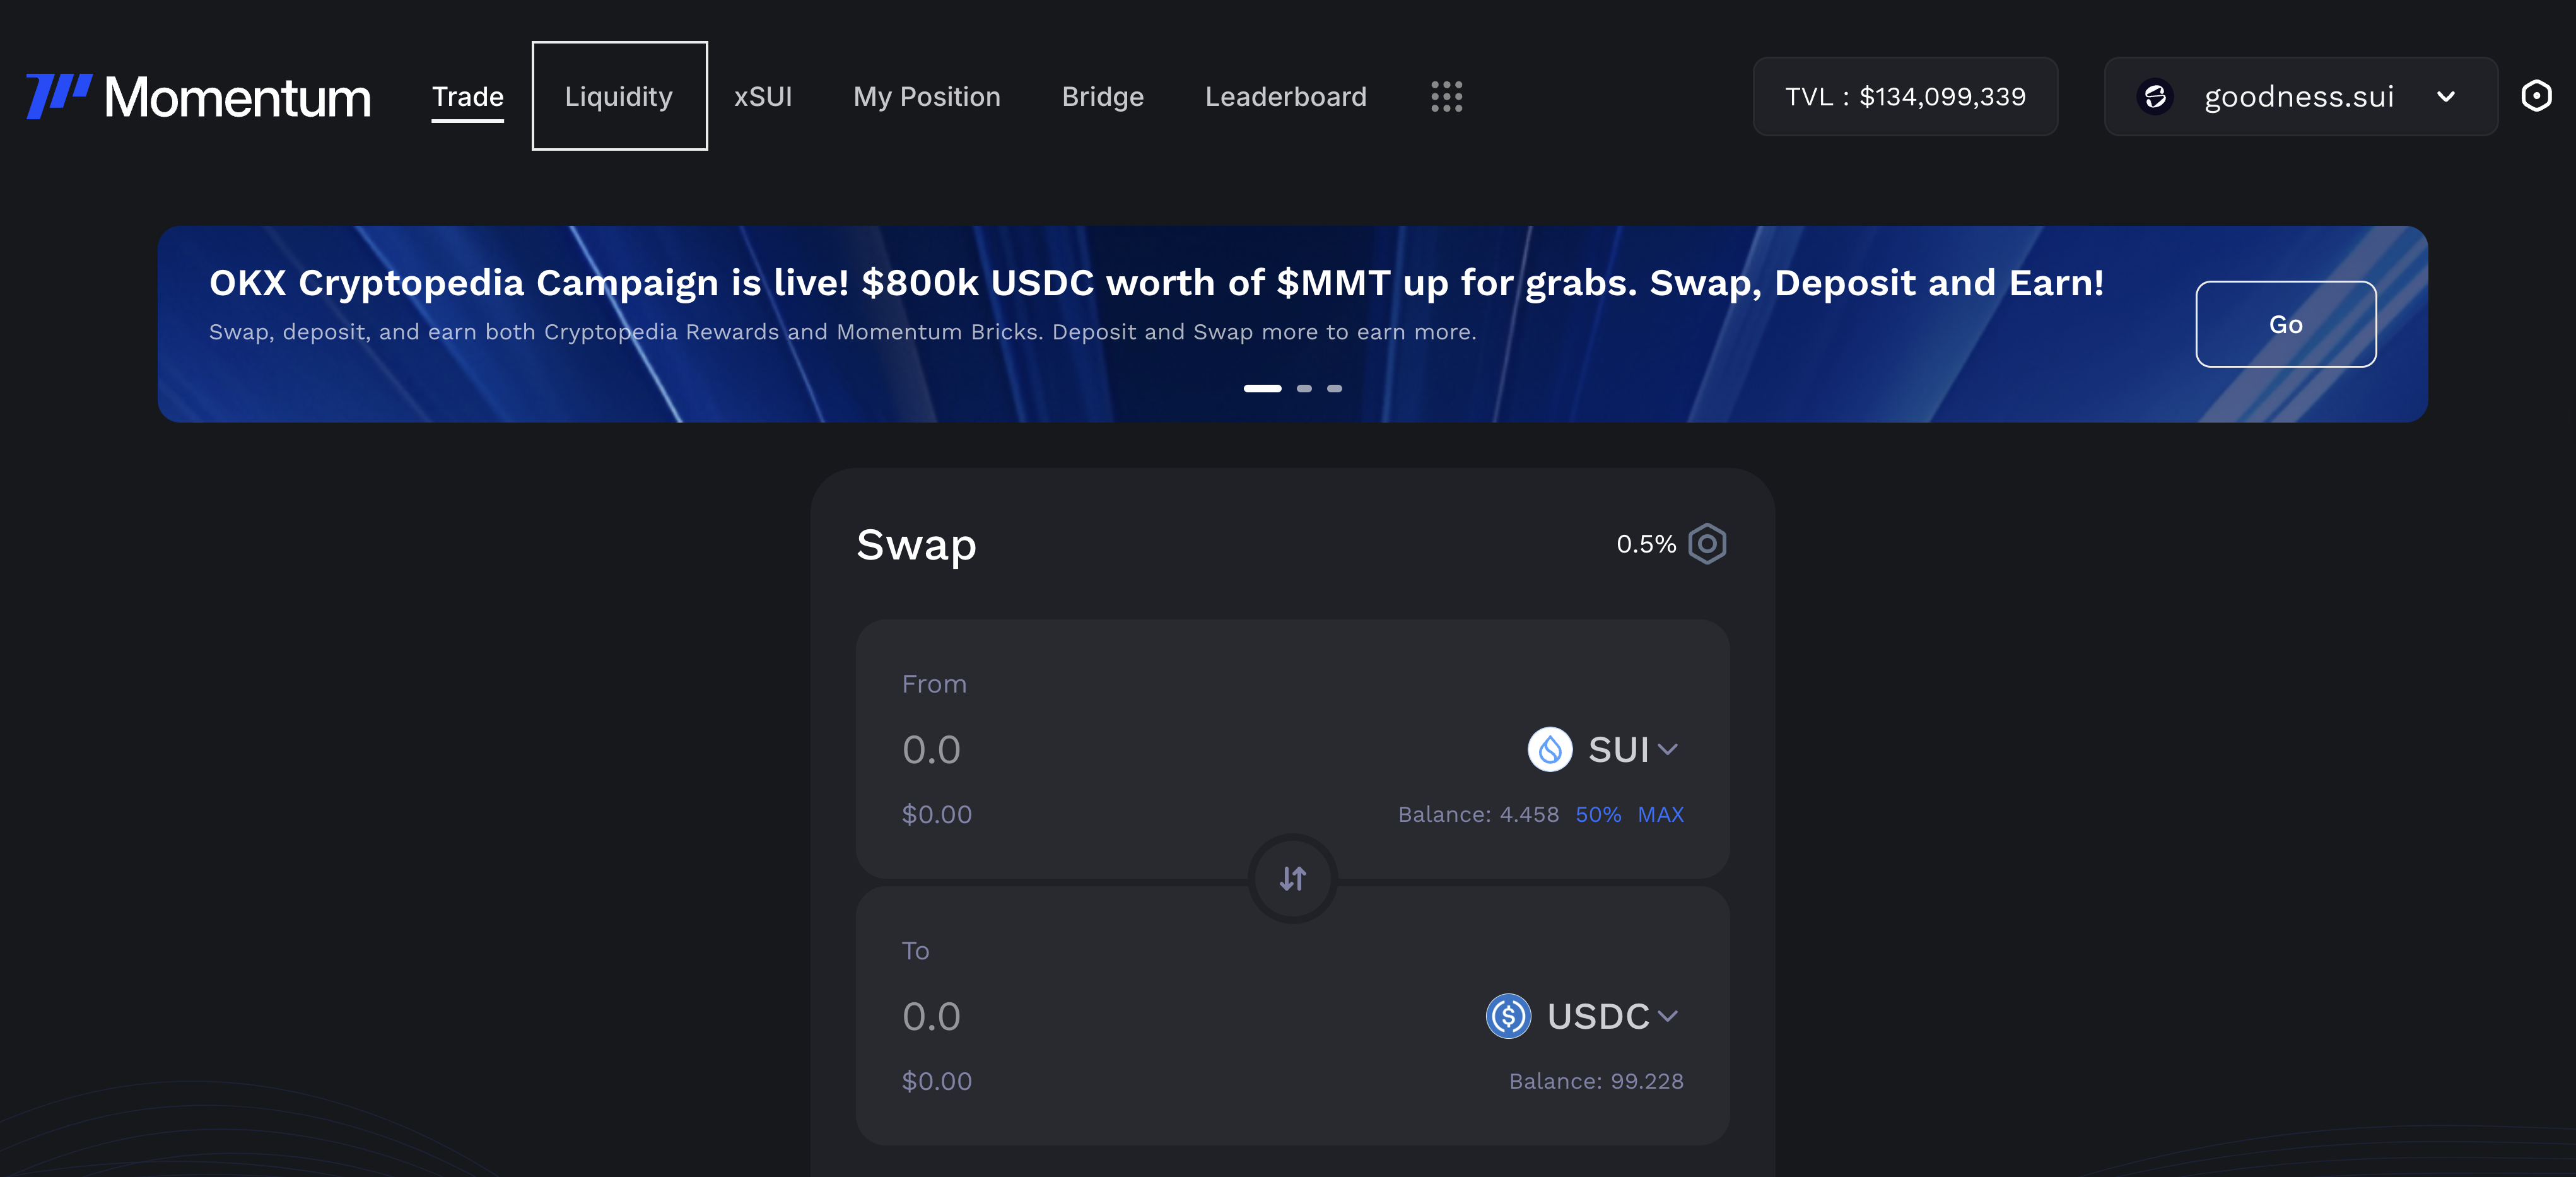 Momentum
Trade
Liquidity
xSUI
My Position
Bridge
Leaderboard
TVL : $134,099,339
goodness.sui
OKX Cryptopedia Campaign is live! $800k USDC worth of $MMT up for grabs. Swap, Deposit and Earn!
Swap, deposit, and earn both Cryptopedia Rewards and Momentum Bricks. Deposit and Swap more to earn more.
Go
Swap
0.5%
From
0.0
SUI
$0.00
Balance: 4.458 50% MAX
To
0.0
USDC
$0.00
Balance: 99.228